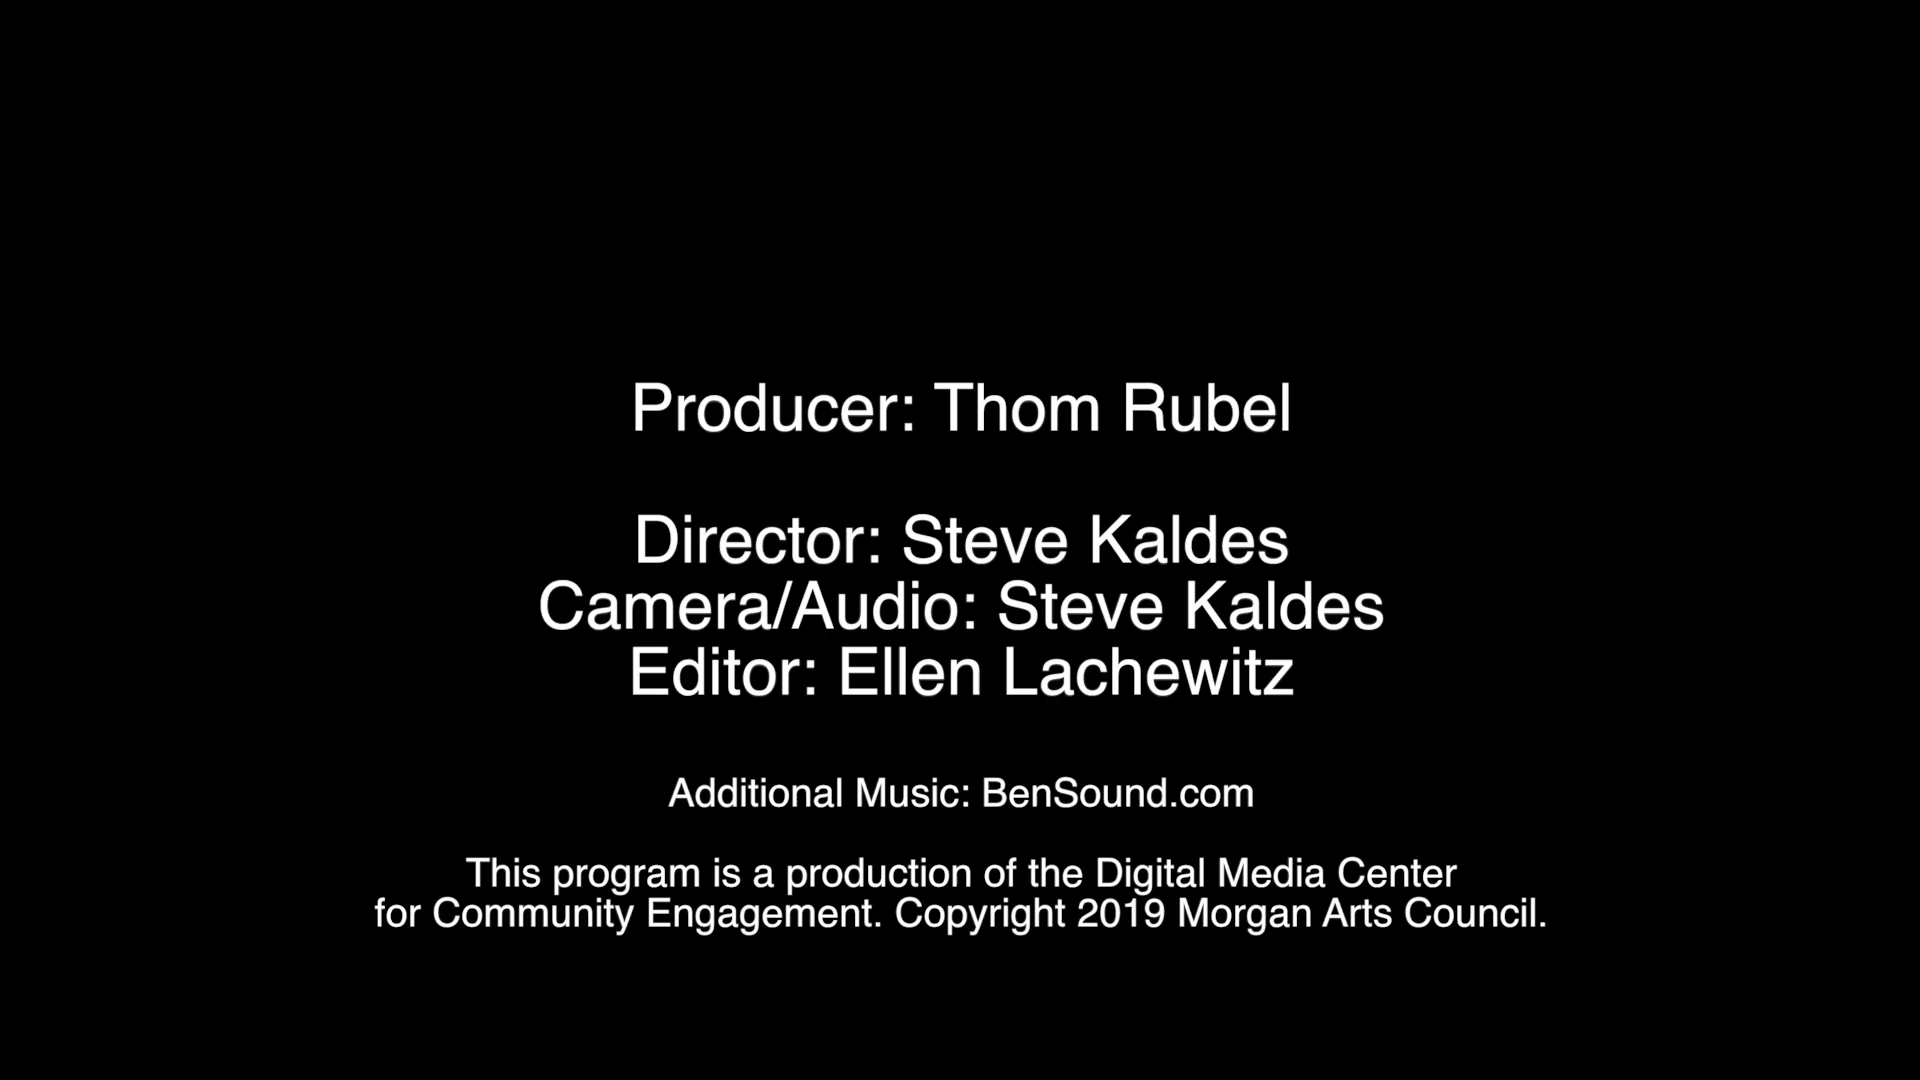 Producer: Thom Rubel
Director: Steve Kaldes
Camera/Audio: Steve Kaldes
Editor: Ellen Lachewitz
Additional Music: BenSound.com
This program is a production of the Digital Media Center
for Community Engagement. Copyright 2019 Morgan Arts Council.